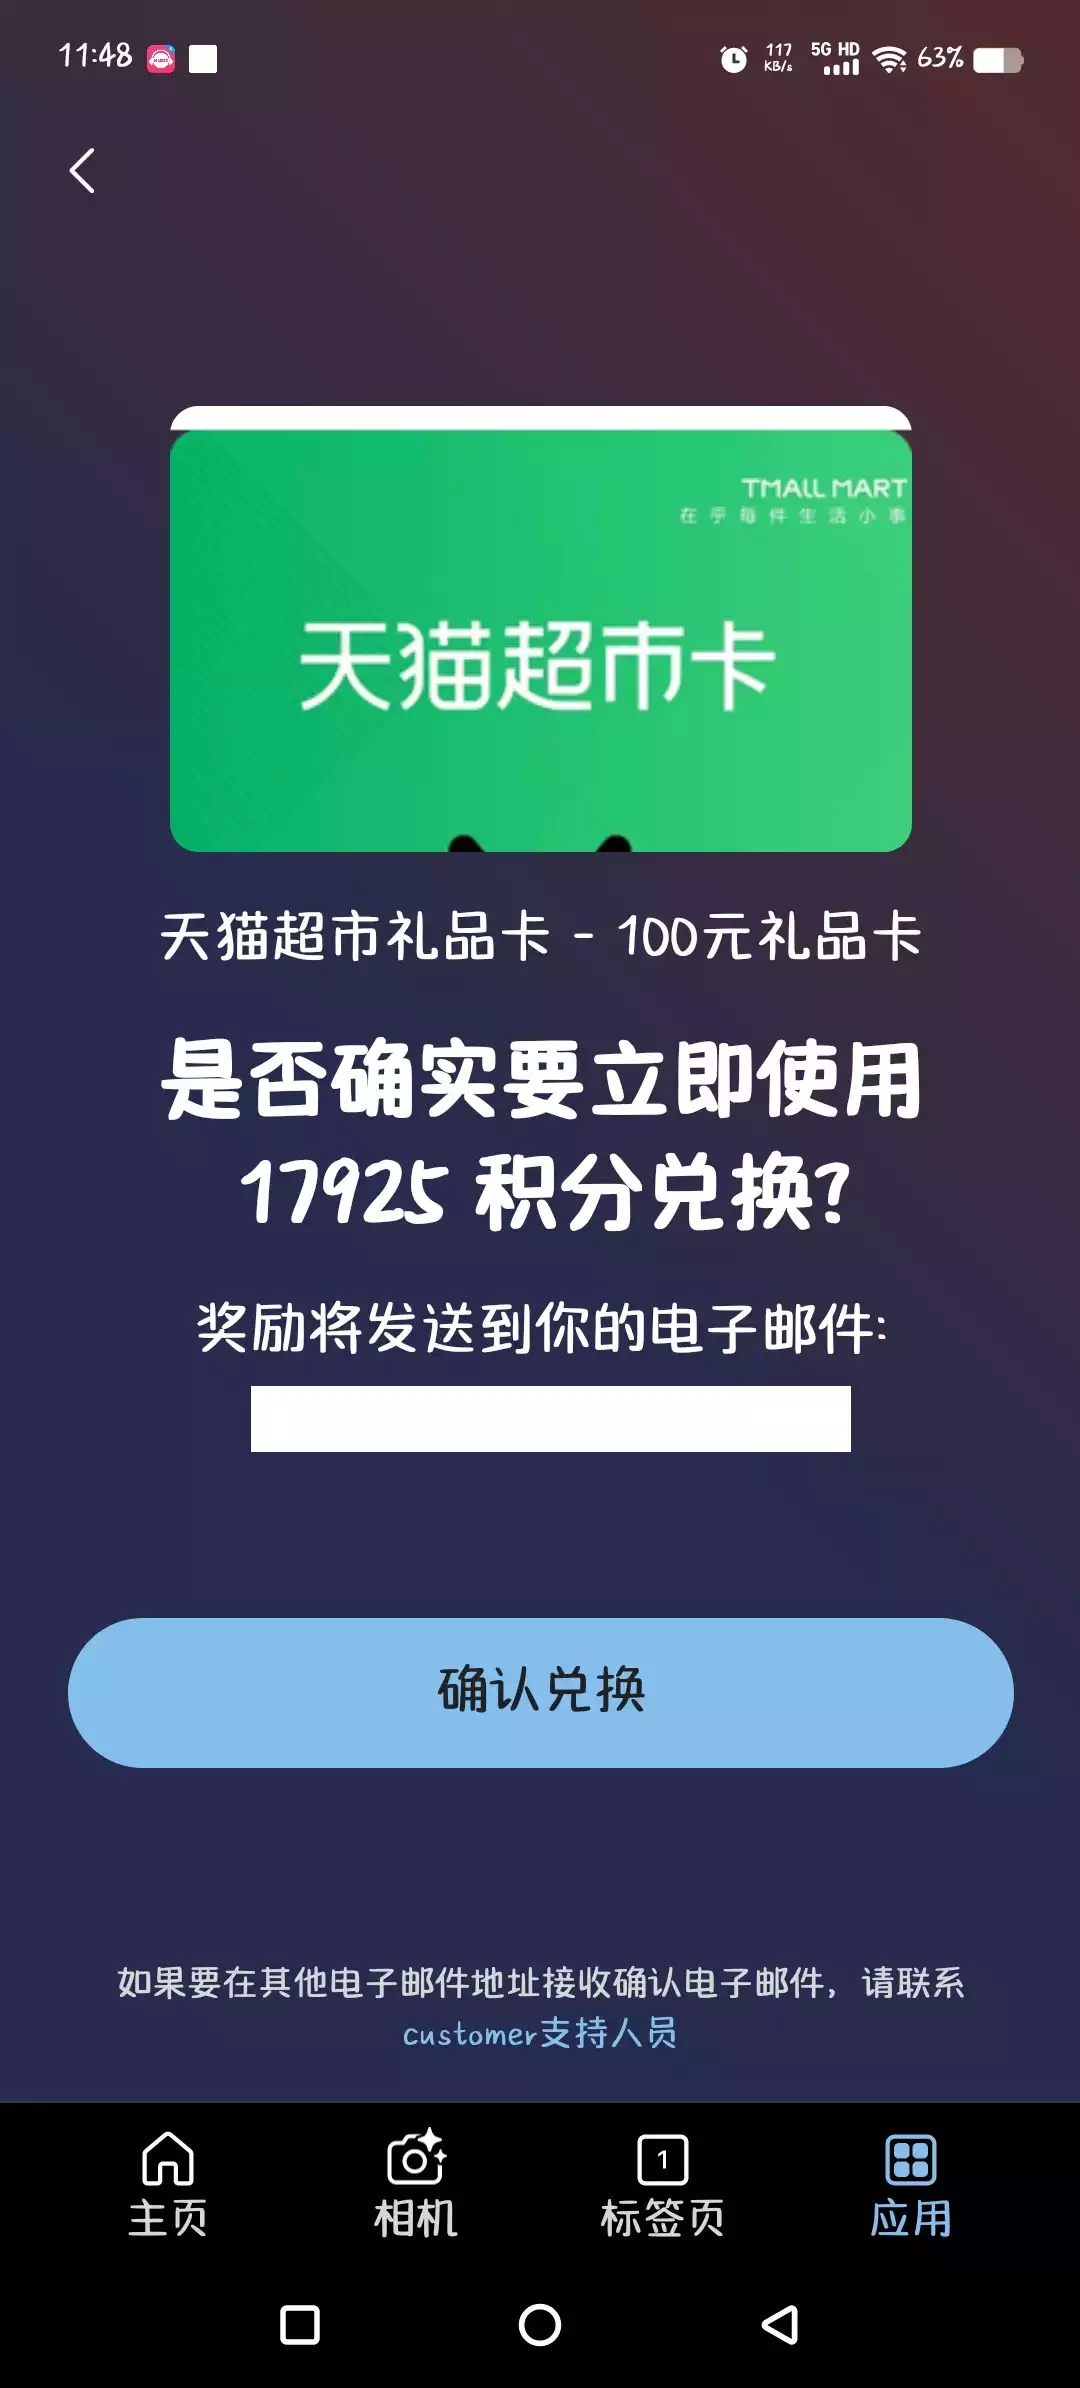 11:48
117
KB/s
5G HD
63%
TMALL MART
在乎每件生活小事
天猫超市卡
天猫超市礼品卡 - 100元礼品卡
是否确实要立即使用
17925 积分兑换?
奖励将发送到你的电子邮件:
确认兑换
如果要在其他电子邮件地址接收确认电子邮件，请联系
customer支持人员
1
主页
相机
标签页
应用